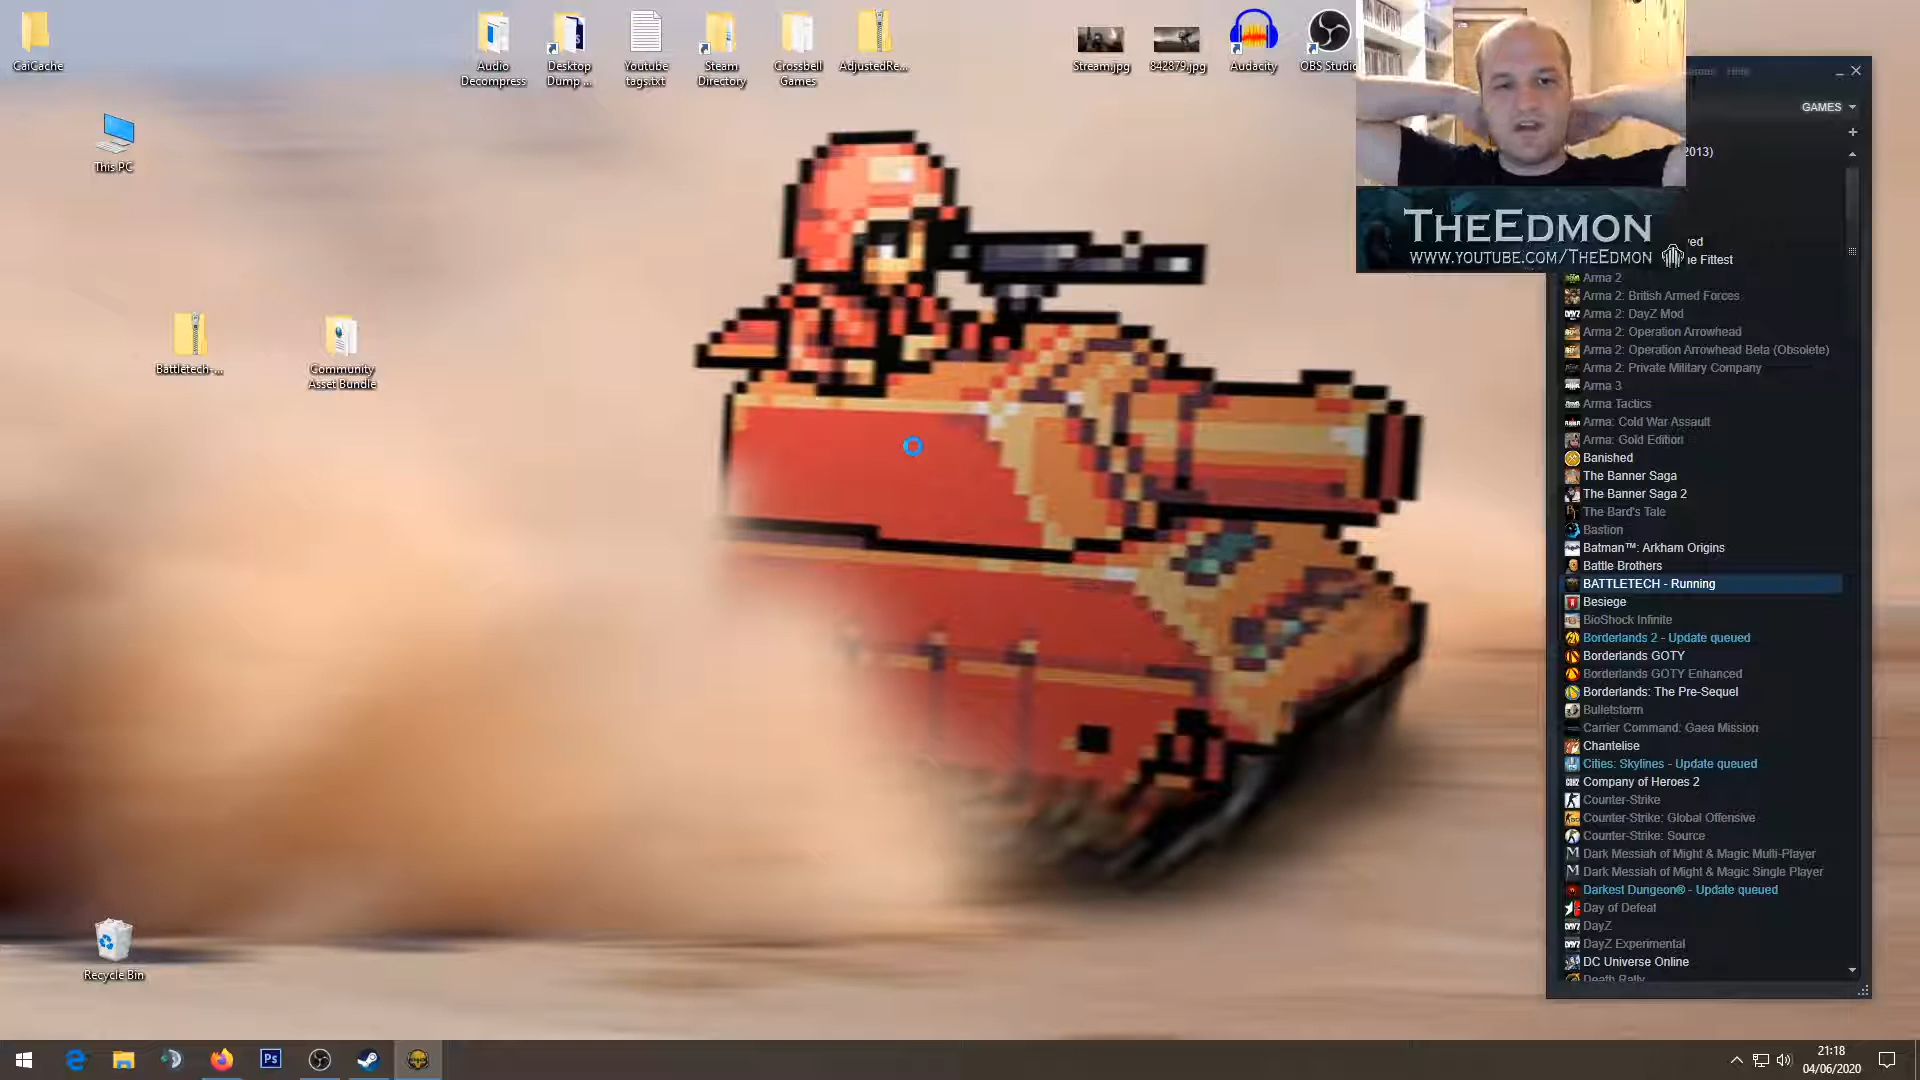 CaiCache
Audio
Decompress
Desktop
Dump ...
Youtube
tags.txt
Steam
Directory
Crossbell
Games
AdjustedRe...
Stream.jpg
842879.jpg
Audacity
OBS Studio
This PC
Battletech-...
Community
Asset Bundle
Recycle Bin
THEEDMON
WWW.YOUTUBE.COM/THEEDMON
Help
GAMES
2013)
ved
he Fittest
Arma 2
Arma 2: British Armed Forces
Arma 2: DayZ Mod
Arma 2: Operation Arrowhead
Arma 2: Operation Arrowhead Beta (Obsolete)
Arma 2: Private Military Company
Arma 3
Arma Tactics
Arma: Cold War Assault
Arma: Gold Edition
Banished
The Banner Saga
The Banner Saga 2
The Bard's Tale
Bastion
Batman™: Arkham Origins
Battle Brothers
BATTLETECH - Running
Besiege
BioShock Infinite
Borderlands 2 - Update queued
Borderlands GOTY
Borderlands GOTY Enhanced
Borderlands: The Pre-Sequel
Bulletstorm
Carrier Command: Gaea Mission
Chantelise
Cities: Skylines - Update queued
Company of Heroes 2
Counter-Strike
Counter-Strike: Global Offensive
Counter-Strike: Source
Dark Messiah of Might & Magic Multi-Player
Dark Messiah of Might & Magic Single Player
Darkest Dungeon® - Update queued
Day of Defeat
DayZ
DayZ Experimental
DC Universe Online
Death Rally
Ps
21:18
04/06/2020